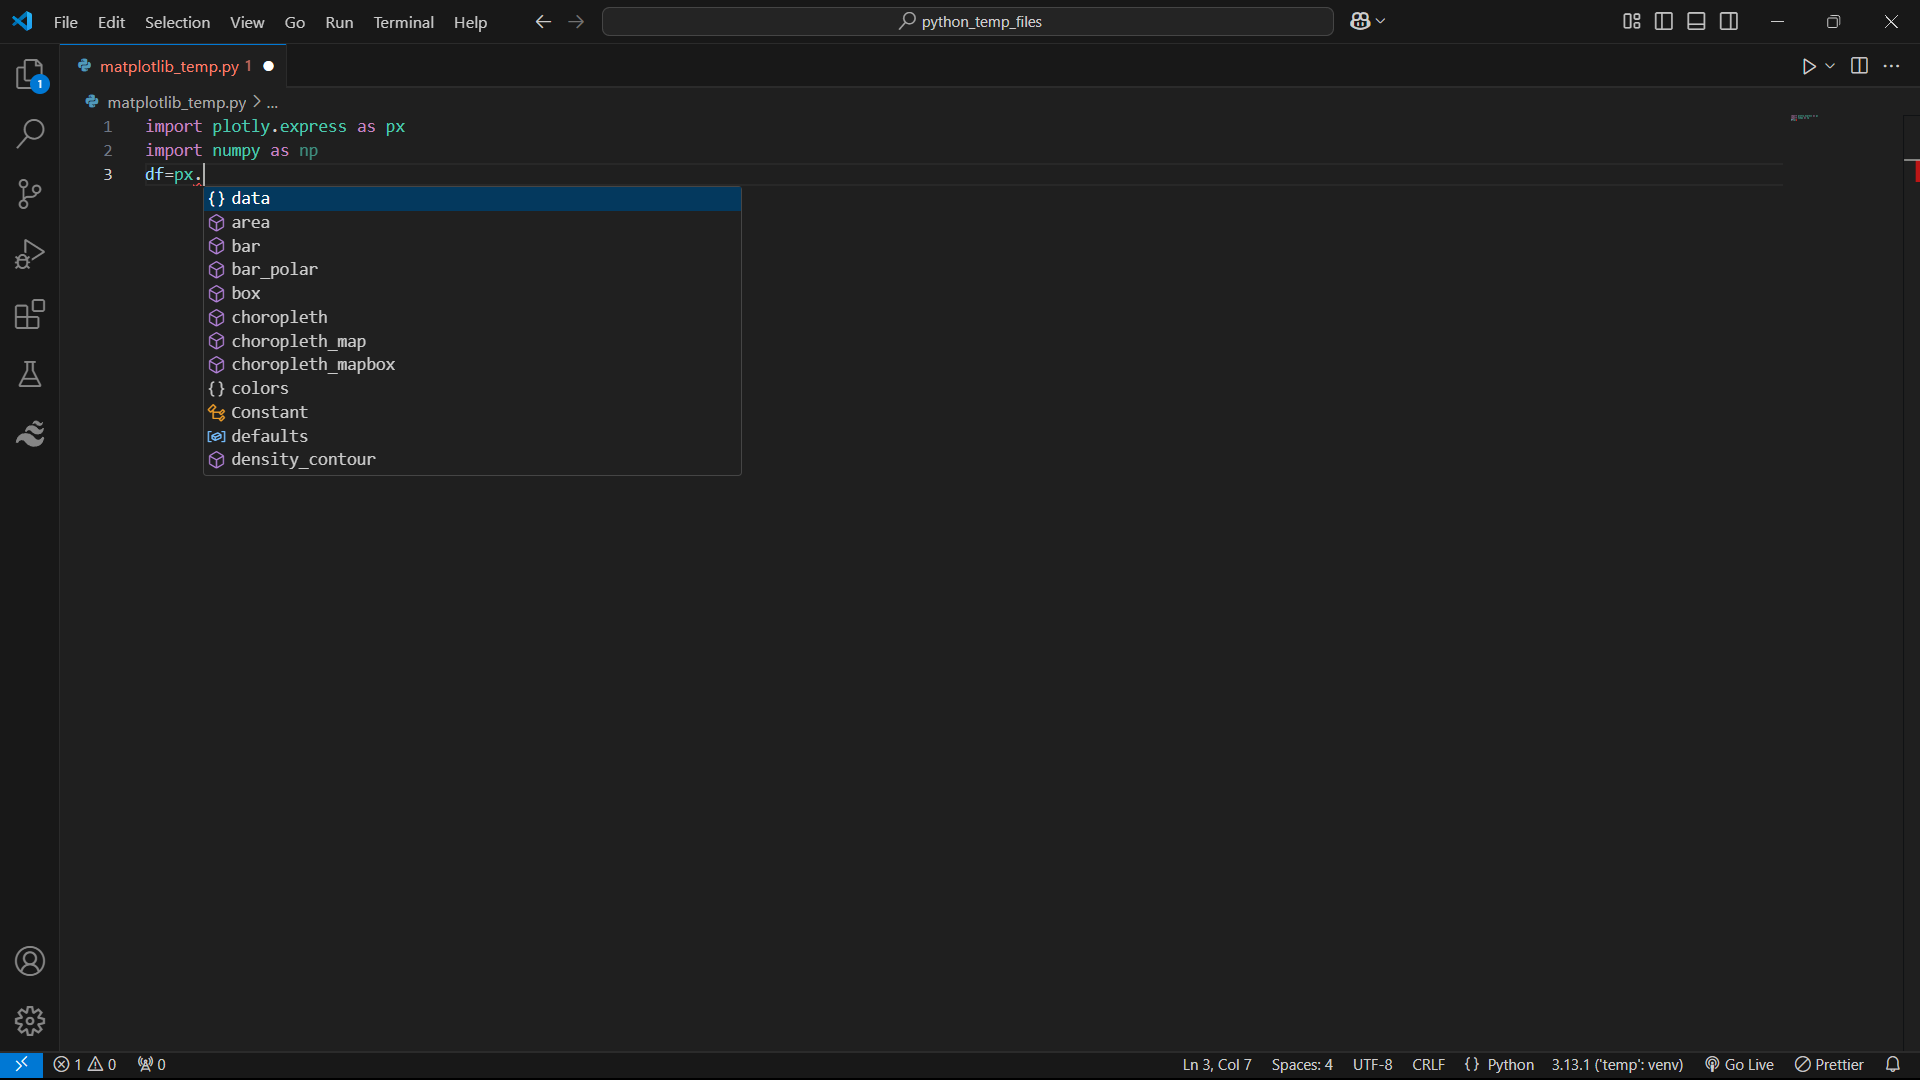 File Edit Selection View Go Run Terminal Help python_temp_files
1 matplotlib_temp.py 1
matplotlib_temp.py > ...
1 import plotly.express as px
2 import numpy as np
3 df=px.
{} data
area
bar
bar_polar
box
choropleth
choropleth_map
choropleth_mapbox
{} colors
Constant
defaults
density_contour
1 0 0 Ln 3, Col 7 Spaces: 4 UTF-8 CRLF {} Python 3.13.1 ('temp': venv) Go Live Prettier